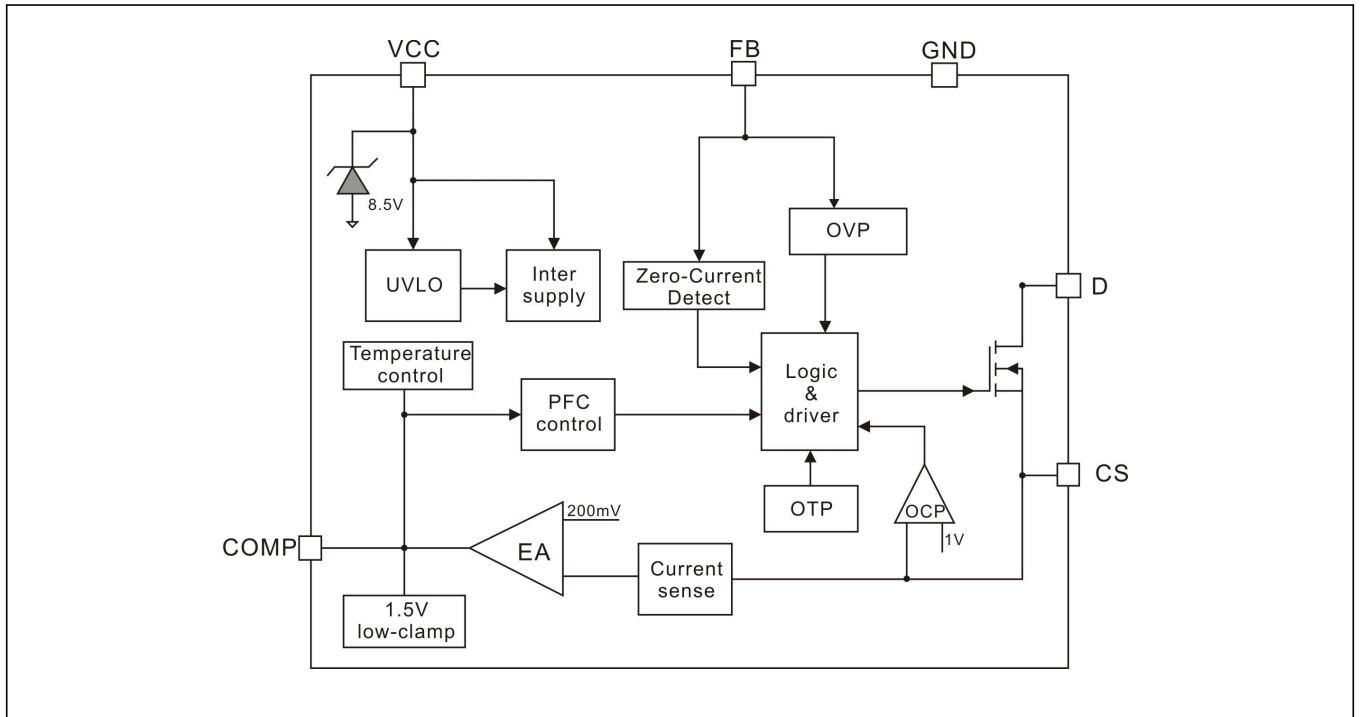 VCC
FB
GND
8.5V
OVP
UVLO
Inter
supply
Zero-Current
Detect
D
Temperature
control
Logic
&
driver
PFC
control
CS
OTP
OCP
1V
200mV
COMP
EA
Current
sense
1.5V
low-clamp